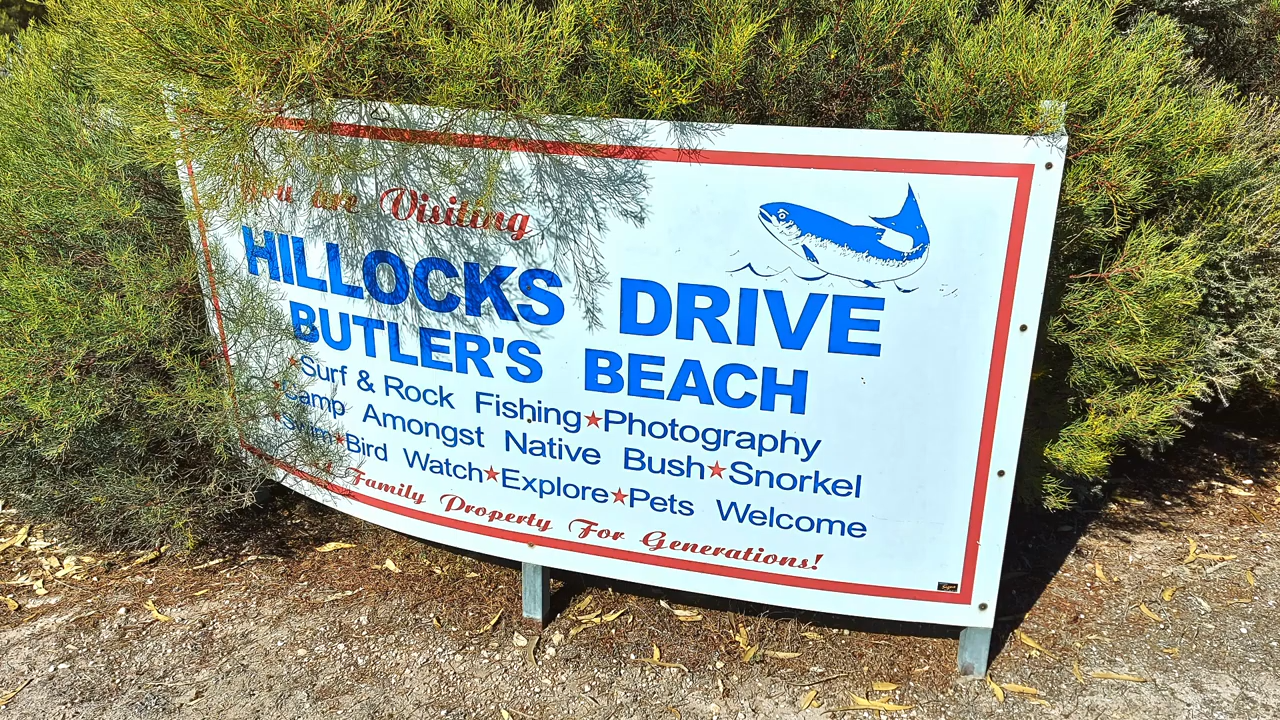 You are Visiting
HILLOCKS DRIVE
BUTLER'S BEACH
★Surf & Rock Fishing★Photography
★Camp Amongst Native Bush★Snorkel
★Swim★Bird Watch★Explore★Pets Welcome
Family Property For Generations!